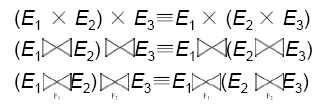 (E₁ × E₂) × E₃≡E₁ × (E₂ × E₃)
(E₁⋈E₂) ⋈E₃≡E₁⋈(E₂⋈E₃)
(E₁⋈E₂) ⋈E₃≡E₁⋈(E₂ ⋈E₃)
F₁ F₂ F₁ F₂